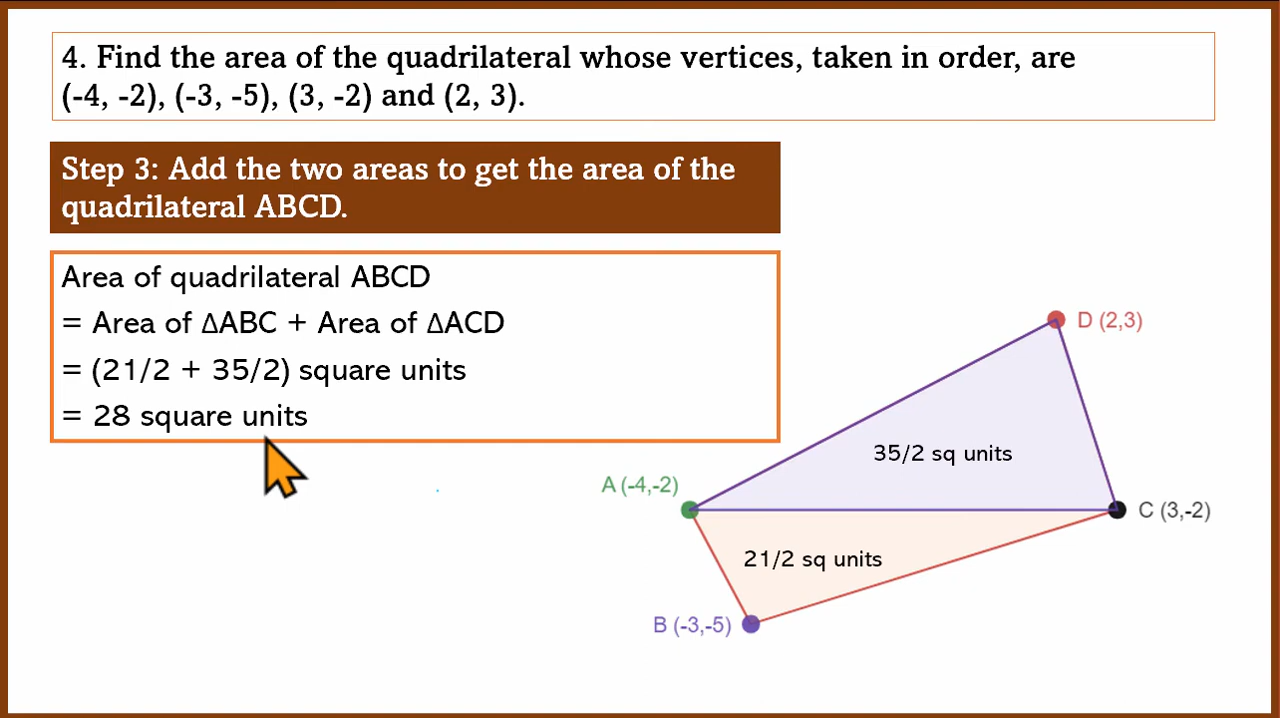 4. Find the area of the quadrilateral whose vertices, taken in order, are
(-4, -2), (-3, -5), (3, -2) and (2, 3).
Step 3: Add the two areas to get the area of the
quadrilateral ABCD.
Area of quadrilateral ABCD
= Area of ΔABC + Area of ΔACD
= (21/2 + 35/2) square units
= 28 square units
D (2,3)
35/2 sq units
A (-4,-2)
C (3,-2)
21/2 sq units
B (-3,-5)